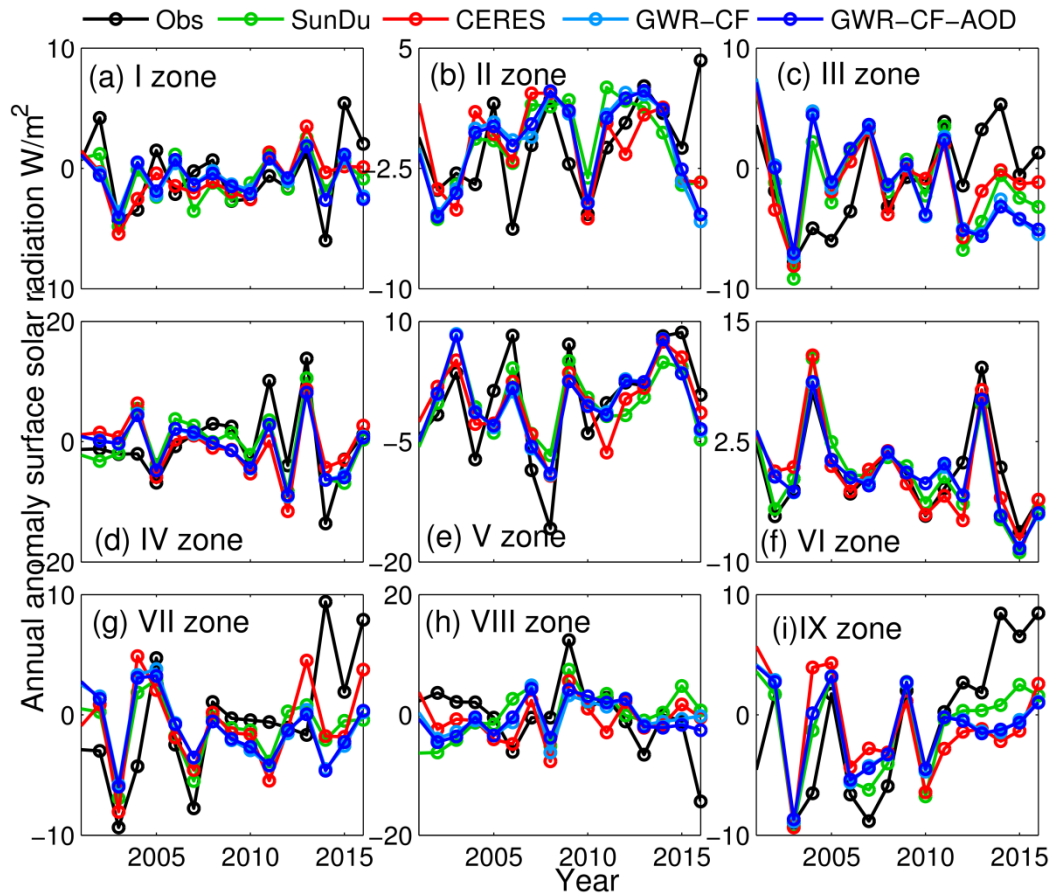 Obs SunDu CERES GWR-CF GWR-CF-AOD
Annual anomaly surface solar radiation W/m2
10
0
10
(a) I zone
5
-2.5
-10
(b) II zone
10
0
-10
(c) III zone
20
0
20
(d) IV zone
10
-5
-20
(e) V zone
15
2.5
-10
(f) VI zone
10
0
-10
2005 2010 2015
(g) VII zone
20
0
-20
2005 2010 2015
(h) VIII zone
10
0
-10
2005 2010 2015
(i) IX zone
Year